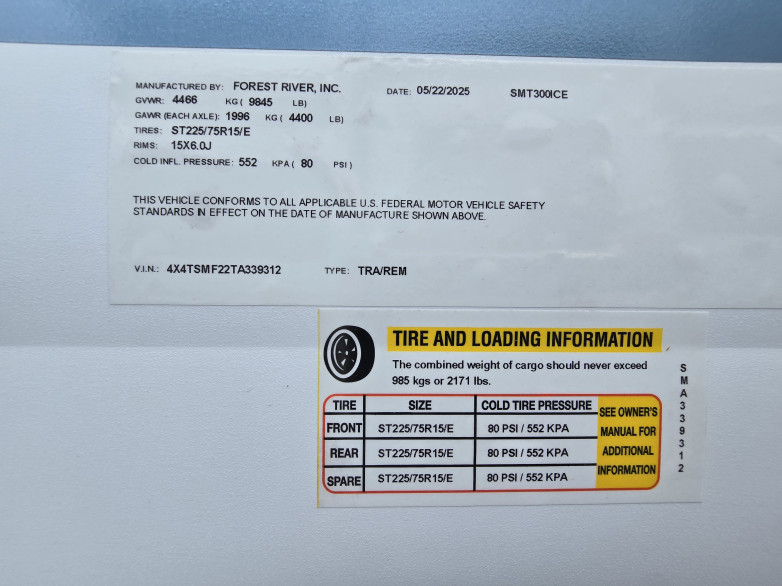 MANUFACTURED BY: FOREST RIVER, INC. DATE: 05/22/2025 SMT300ICE
GVWR: 4466 KG ( 9845 LB)
GAWR (EACH AXLE): 1996 KG ( 4400 LB)
TIRES: ST225/75R15/E
RIMS: 15X6.0J
COLD INFL. PRESSURE: 552 KPA ( 80 PSI )
THIS VEHICLE CONFORMS TO ALL APPLICABLE U.S. FEDERAL MOTOR VEHICLE SAFETY
STANDARDS IN EFFECT ON THE DATE OF MANUFACTURE SHOWN ABOVE.
V.I.N.: 4X4TSMF22TA339312 TYPE: TRA/REM
TIRE AND LOADING INFORMATION
The combined weight of cargo should never exceed
985 kgs or 2171 lbs.
TIRE SIZE COLD TIRE PRESSURE
FRONT ST225/75R15/E 80 PSI / 552 KPA
REAR ST225/75R15/E 80 PSI / 552 KPA
SPARE ST225/75R15/E 80 PSI / 552 KPA
SEE OWNER'S
MANUAL FOR
ADDITIONAL
INFORMATION
SMA339312